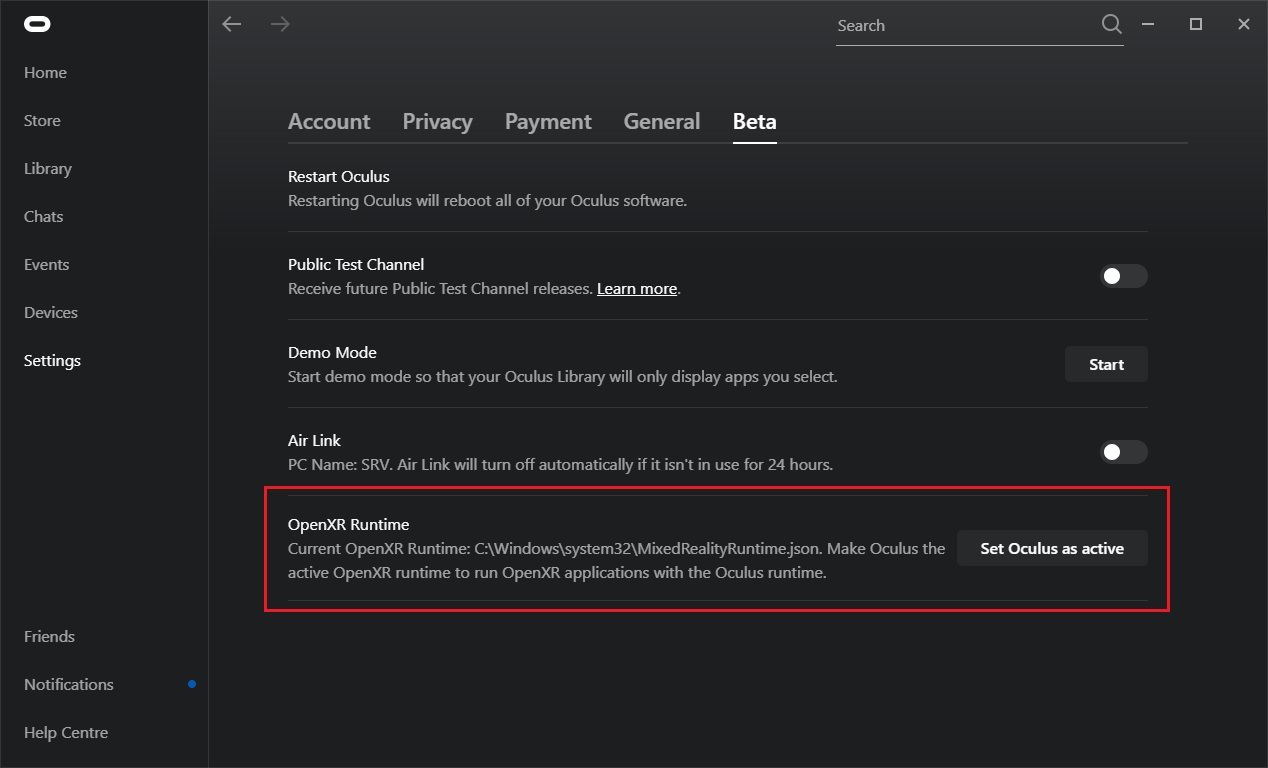 Search
Home
Store
Library
Chats
Events
Devices
Settings
Friends
Notifications
Help Centre
Account Privacy Payment General Beta
Restart Oculus
Restarting Oculus will reboot all of your Oculus software.
Public Test Channel
Receive future Public Test Channel releases. Learn more.
Demo Mode
Start demo mode so that your Oculus Library will only display apps you select.
Start
Air Link
PC Name: SRV. Air Link will turn off automatically if it isn't in use for 24 hours.
OpenXR Runtime
Current OpenXR Runtime: C:\Windows\system32\MixedRealityRuntime.json. Make Oculus the
active OpenXR runtime to run OpenXR applications with the Oculus runtime.
Set Oculus as active